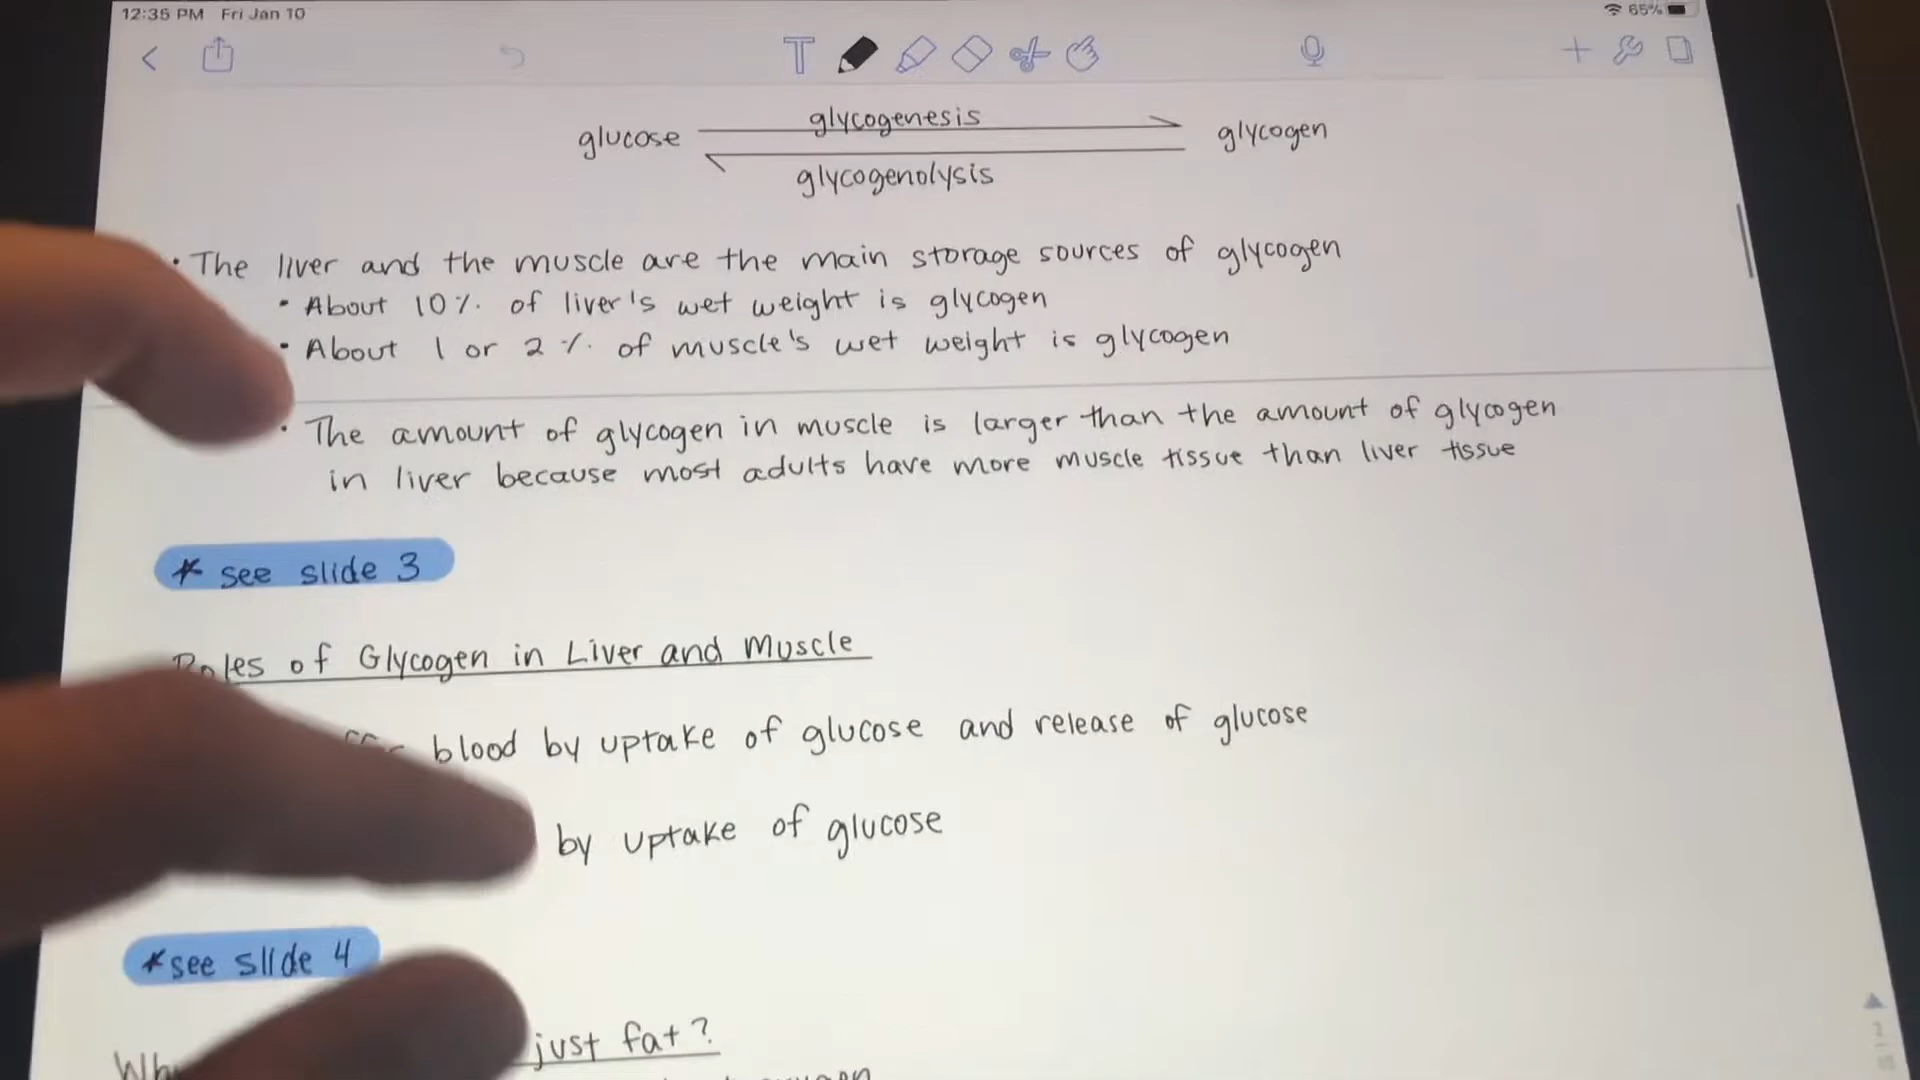 12:35 PM Fri Jan 10
65%
glycogenesis
glucose
glycogen
glycogenolysis
• The liver and the muscle are the main storage sources of glycogen
• About 10% of liver's wet weight is glycogen
• About 1 or 2% of muscle's wet weight is glycogen
• The amount of glycogen in muscle is larger than the amount of glycogen
in liver because most adults have more muscle tissue than liver tissue
* see slide 3
Roles of Glycogen in Liver and Muscle
blood by uptake of glucose and release of glucose
by uptake of glucose
* see slide 4
just fat?